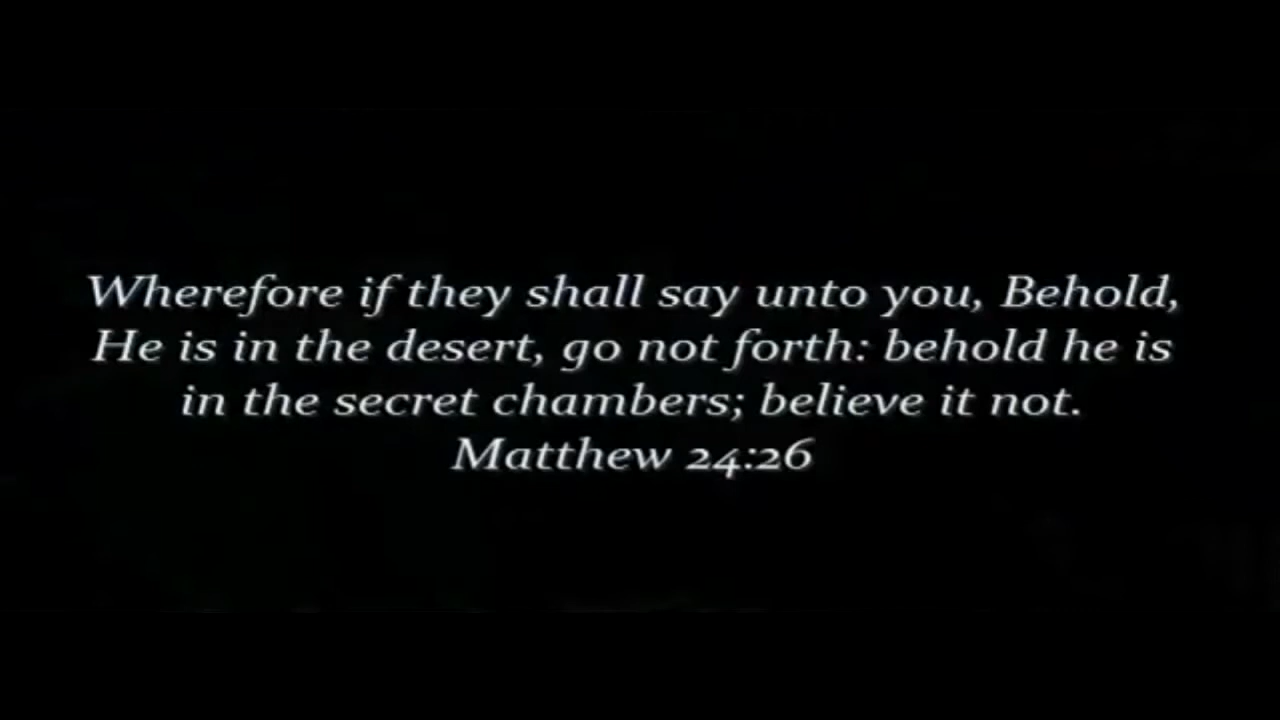 Wherefore if they shall say unto you, Behold,
He is in the desert, go not forth: behold he is
in the secret chambers; believe it not.
Matthew 24:26